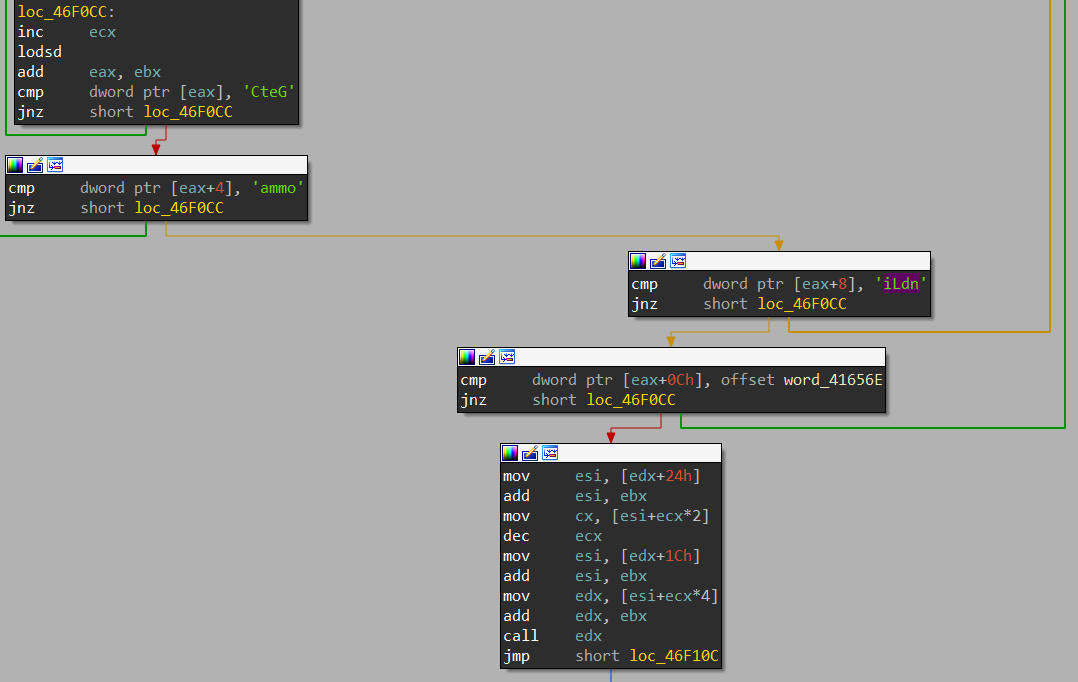 loc_46F0CC:
inc ecx
lodsd
add eax, ebx
cmp dword ptr [eax], 'CteG'
jnz short loc_46F0CC
cmp dword ptr [eax+4], 'ammo'
jnz short loc_46F0CC
cmp dword ptr [eax+8], 'iLdn'
jnz short loc_46F0CC
cmp dword ptr [eax+0Ch], offset word_41656E
jnz short loc_46F0CC
mov esi, [edx+24h]
add esi, ebx
mov cx, [esi+ecx*2]
dec ecx
mov esi, [edx+1Ch]
add esi, ebx
mov edx, [esi+ecx*4]
add edx, ebx
call edx
jmp short loc_46F10C